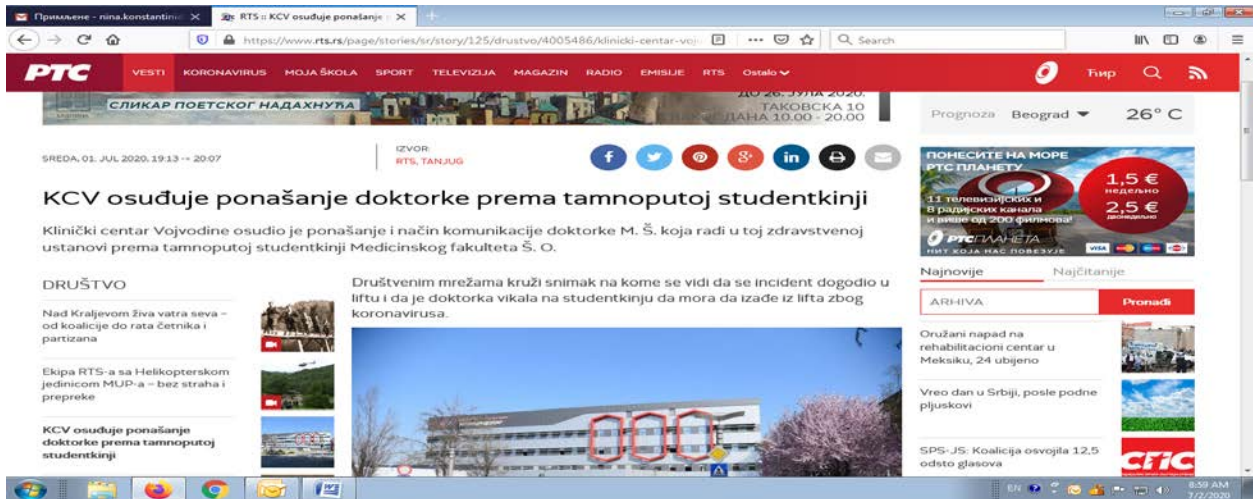 Примљене - nina.konstantin
RTS :: KCV osuđuje ponašanje
https://www.rts.rs/page/stories/sr/story/125/drustvo/4005486/klinicki-centar-voj
Search
РТС
VESTI
KORONAVIRUS
MOJA ŠKOLA
SPORT
TELEVIZIJA
MAGAZIN
RADIO
EMISIJE
RTS
Ostalo
Ћир
СЛИКАР ПОЕТСКОГ НАДАХНУЋА
ДО 26. ЈУЛА 2020.
ТАКОВСКА 10
10.00 - 20.00
Prognoza Beograd 26° C
SREDA, 01. JUL 2020, 19:13 -> 20:07
IZVOR:
RTS, TANJUG
KCV osuđuje ponašanje doktorke prema tamnoputoj studentkinji
Klinički centar Vojvodine osudio je ponašanje i način komunikacije doktorke M. Š. koja radi u toj zdravstvenoj
ustanovi prema tamnoputoj studentkinji Medicinskog fakulteta Š. O.
DRUŠTVO
Nad Kraljevom živa vatra seva –
od koalicije do rata četnika i
partizana
Ekipa RTS-a sa Helikopterskom
jedinicom MUP-a – bez straha i
prepreke
KCV osuđuje ponašanje
doktorke prema tamnoputoj
studentkinji
Društvenim mrežama kruži snimak na kome se vidi da se incident dogodio u
liftu i da je doktorka vikala na studentkinju da mora da izađe iz lifta zbog
koronavirusa.
ПОНЕСИТЕ НА МОРЕ
РТС ПЛАНЕТУ
11 телевизијских и
8 радијских канала
и више од 200 филмова!
1,5 €
недељно
2,5 €
двонедељно
РТС ПЛАНЕТА
НИТ КОЈА НАС ПОВЕЗУЈЕ
VISA
Najnovije
Najčitanije
ARHIVA
Pronađi
Oružani napad na
rehabilitacioni centar u
Meksiku, 24 ubijeno
Vreo dan u Srbiji, posle podne
pljuskovi
SPS-JS: Koalicija osvojila 12,5
odsto glasova
СПС
EN
8:59 AM
7/2/2020